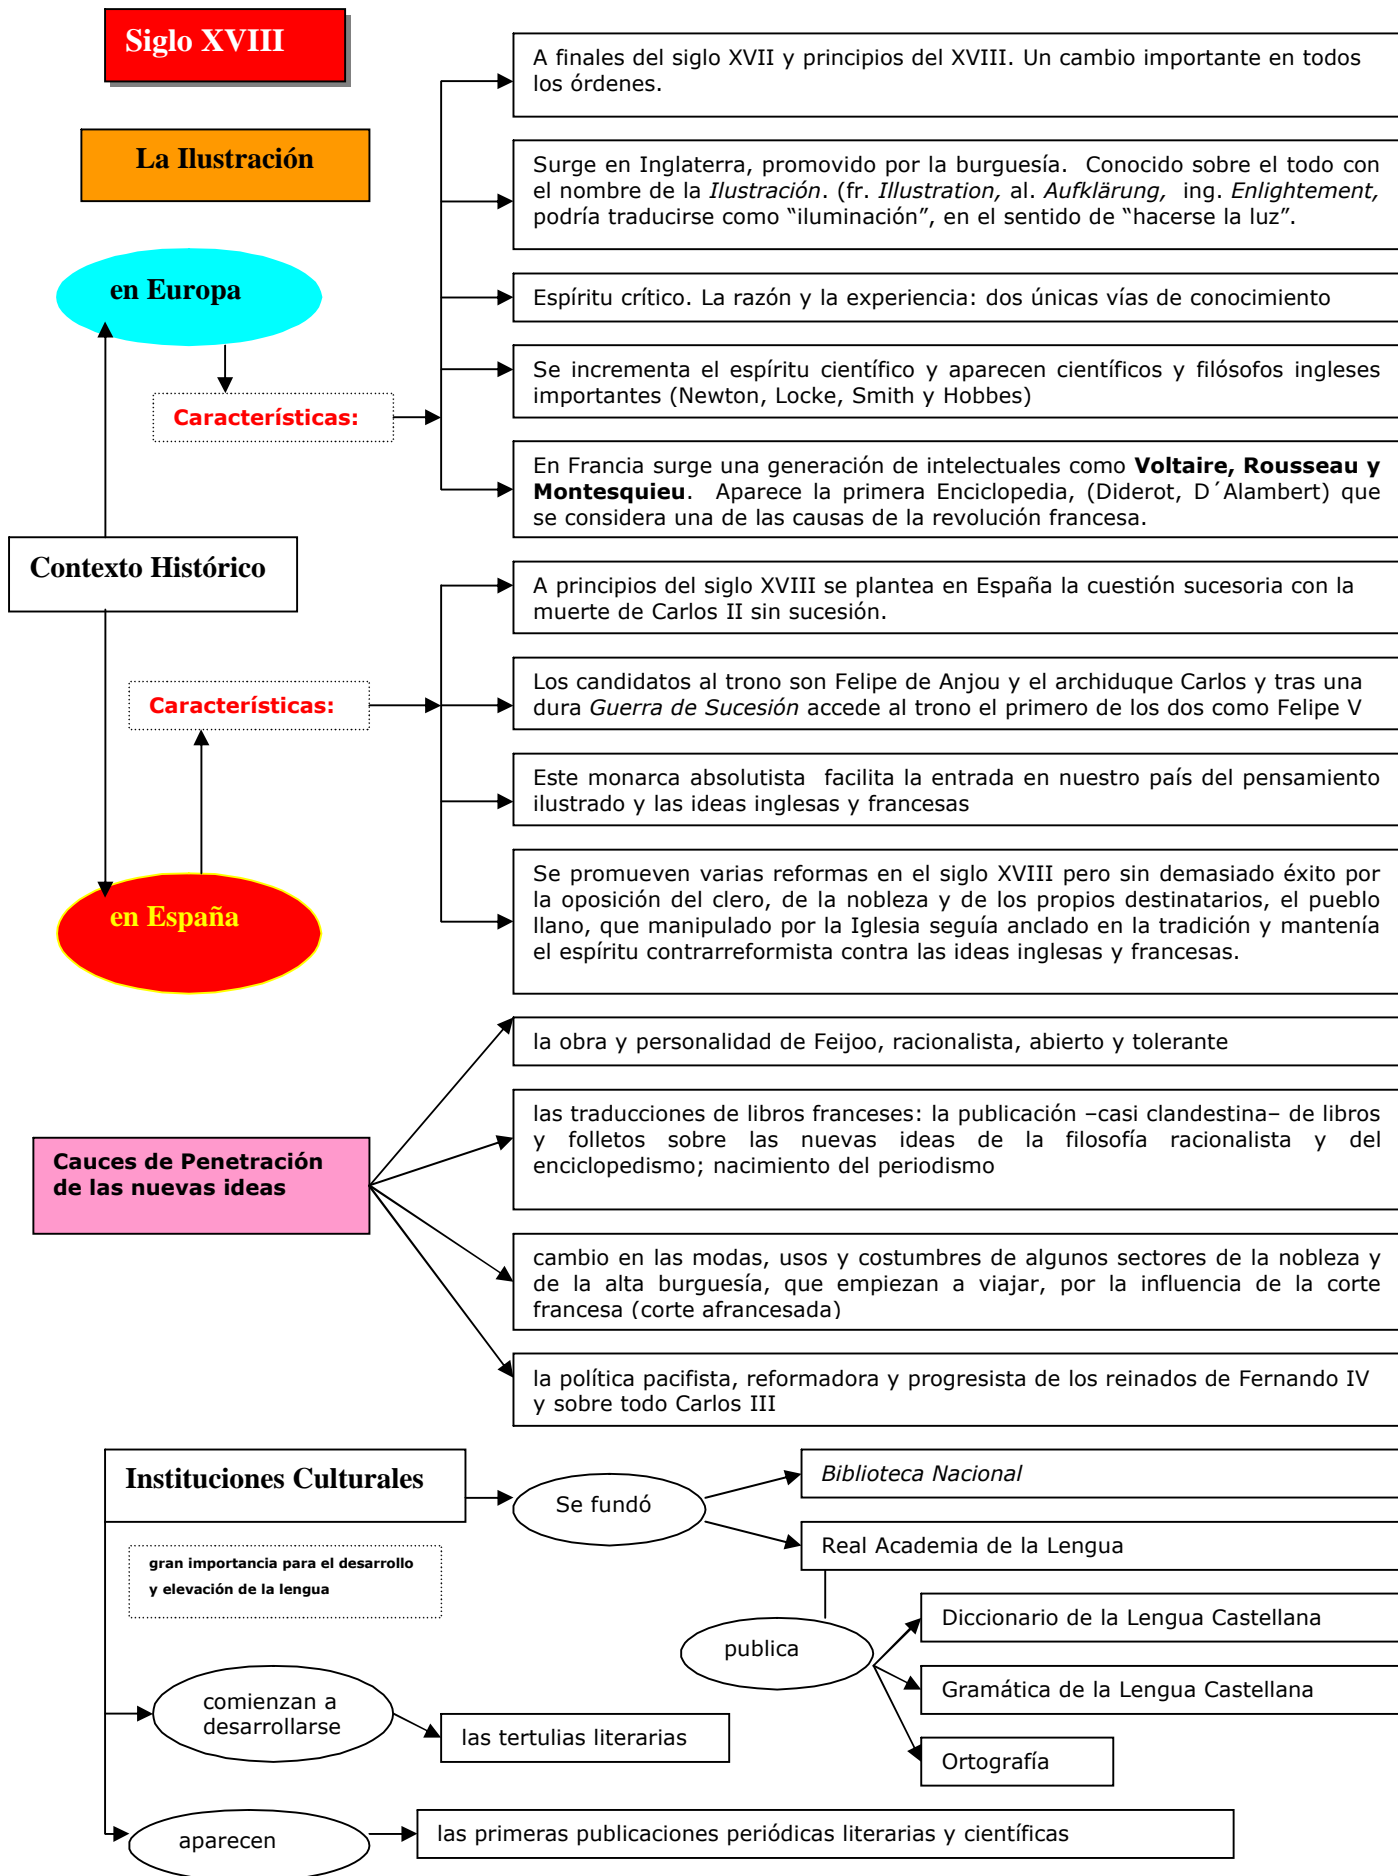 Siglo XVIII
La Ilustración
en Europa
Características:
A finales del siglo XVII y principios del XVIII. Un cambio importante en todos
los órdenes.
Surge en Inglaterra, promovido por la burguesía. Conocido sobre el todo con
el nombre de la Ilustración. (fr. Illustration, al. Aufklärung, ing. Enlightement,
podría traducirse como “iluminación”, en el sentido de “hacerse la luz”.
Espíritu crítico. La razón y la experiencia: dos únicas vías de conocimiento
Se incrementa el espíritu científico y aparecen científicos y filósofos ingleses
importantes (Newton, Locke, Smith y Hobbes)
En Francia surge una generación de intelectuales como Voltaire, Rousseau y
Montesquieu. Aparece la primera Enciclopedia, (Diderot, D´Alambert) que
se considera una de las causas de la revolución francesa.
Contexto Histórico
Características:
en España
A principios del siglo XVIII se plantea en España la cuestión sucesoria con la
muerte de Carlos II sin sucesión.
Los candidatos al trono son Felipe de Anjou y el archiduque Carlos y tras una
dura Guerra de Sucesión accede al trono el primero de los dos como Felipe V
Este monarca absolutista facilita la entrada en nuestro país del pensamiento
ilustrado y las ideas inglesas y francesas
Se promueven varias reformas en el siglo XVIII pero sin demasiado éxito por
la oposición del clero, de la nobleza y de los propios destinatarios, el pueblo
llano, que manipulado por la Iglesia seguía anclado en la tradición y mantenía
el espíritu contrarreformista contra las ideas inglesas y francesas.
Cauces de Penetración
de las nuevas ideas
la obra y personalidad de Feijoo, racionalista, abierto y tolerante
las traducciones de libros franceses: la publicación –casi clandestina– de libros
y folletos sobre las nuevas ideas de la filosofía racionalista y del
enciclopedismo; nacimiento del periodismo
cambio en las modas, usos y costumbres de algunos sectores de la nobleza y
de la alta burguesía, que empiezan a viajar, por la influencia de la corte
francesa (corte afrancesada)
la política pacifista, reformadora y progresista de los reinados de Fernando IV
y sobre todo Carlos III
Instituciones Culturales
gran importancia para el desarrollo
y elevación de la lengua
Se fundó
Biblioteca Nacional
Real Academia de la Lengua
publica
Diccionario de la Lengua Castellana
Gramática de la Lengua Castellana
Ortografía
comienzan a
desarrollarse
las tertulias literarias
aparecen
las primeras publicaciones periódicas literarias y científicas